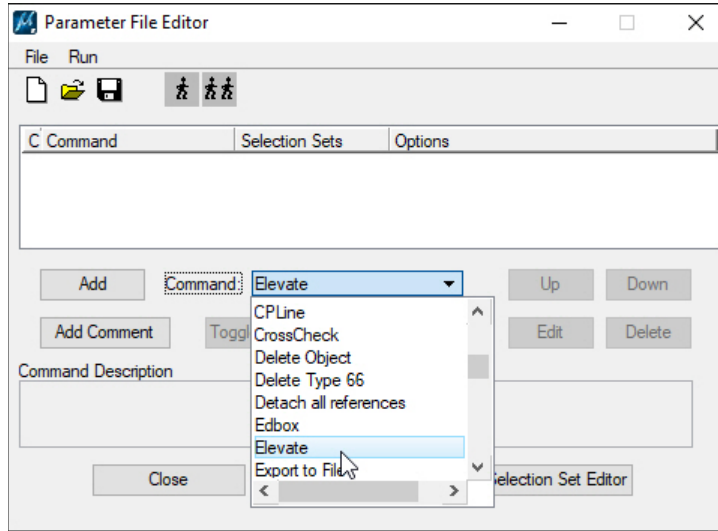 Parameter File Editor
File Run
C Command Selection Sets Options
Add Command: Elevate Up Down
Add Comment Toggl Edit Delete
CPLine
CrossCheck
Delete Object
Delete Type 66
Detach all references
Edbox
Elevate
Export to File
Command Description
Close Selection Set Editor